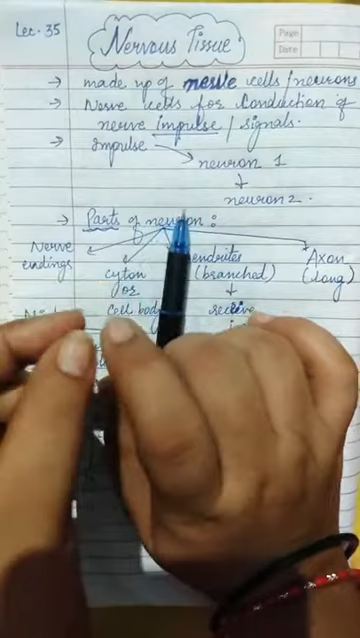 Lec. 35
Nervous Tissue
Page
Date
→ made up of nerve cells / neurons
→ Nerve cells for conduction of
nerve impulse / signals.
→ Impulse → neuron 1
↓
neuron 2.
→ Parts of neuron :
Nerve endings
cyton or cell body
(branched)
↓
Axon (long)